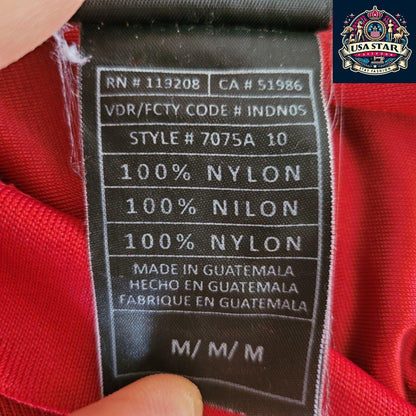 USA STAR
RN # 119208 CA # 51986
VDR/FCTY CODE # INDN05
STYLE # 7075A 10
100% NYLON
100% NILON
100% NYLON
MADE IN GUATEMALA
HECHO EN GUATEMALA
FABRIQUE EN GUATEMALA
M/ M/ M